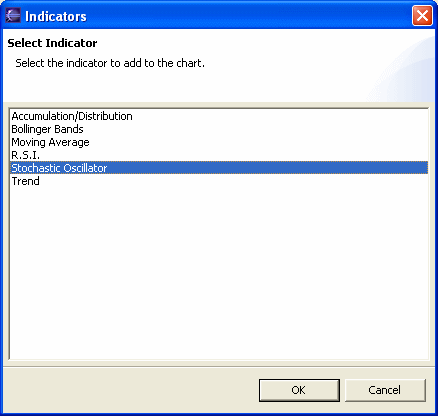 Indicators
Select Indicator
Select the indicator to add to the chart.
Accumulation/Distribution
Bollinger Bands
Moving Average
R.S.I.
Stochastic Oscillator
Trend
OK Cancel